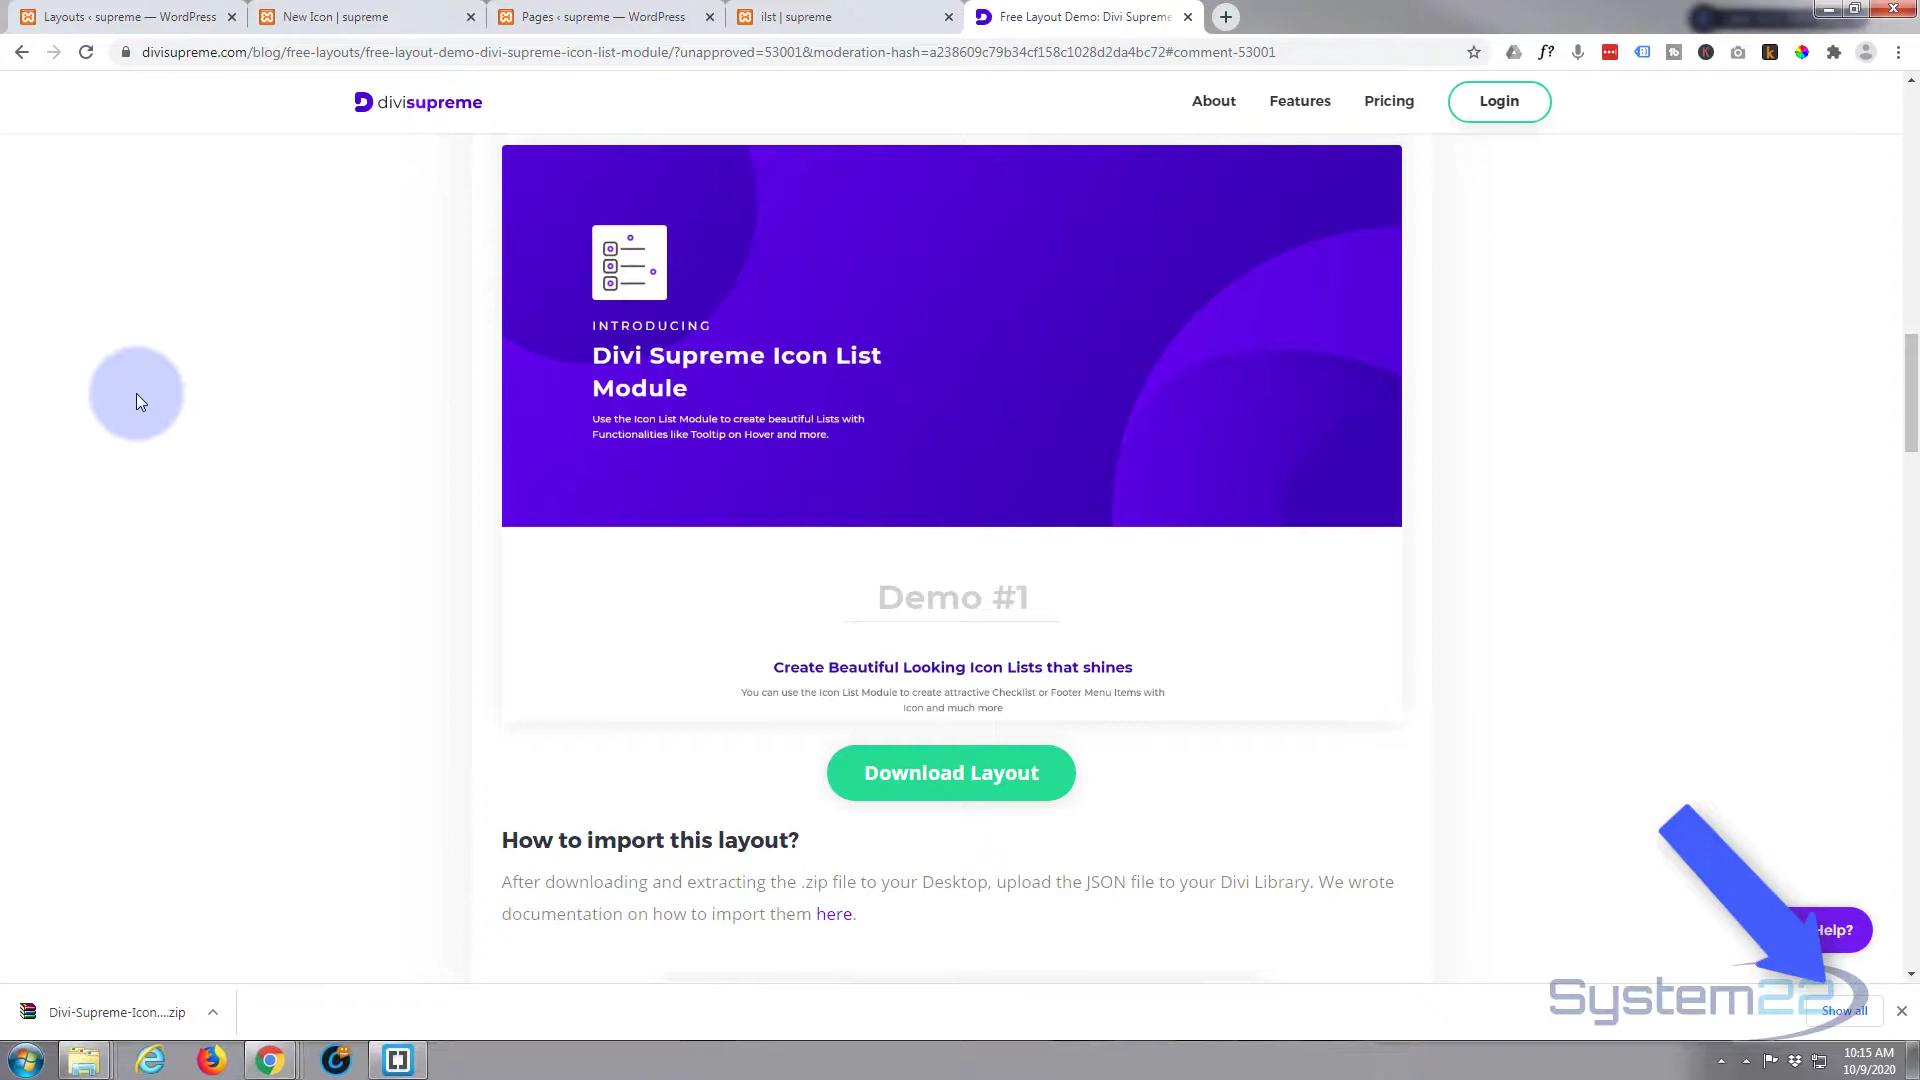 Layouts ‹ supreme — WordPress
New Icon | supreme
Pages ‹ supreme — WordPress
ilst | supreme
Free Layout Demo: Divi Supreme
divisupreme.com/blog/free-layouts/free-layout-demo-divi-supreme-icon-list-module/?unapproved=53001&moderation-hash=a238609c79b34cf158c1028d2da4bc72#comment-53001
divisupreme
About
Features
Pricing
Login
INTRODUCING
Divi Supreme Icon List
Module
Use the Icon List Module to create beautiful Lists with
Functionalities like Tooltip on Hover and more.
Demo #1
Create Beautiful Looking Icon Lists that shines
You can use the Icon List Module to create attractive Checklist or Footer Menu Items with
Icon and much more
Download Layout
How to import this layout?
After downloading and extracting the .zip file to your Desktop, upload the JSON file to your Divi Library. We wrote
documentation on how to import them here.
Help?
System22
Divi-Supreme-Icon....zip
Show all
10:15 AM
10/9/2020